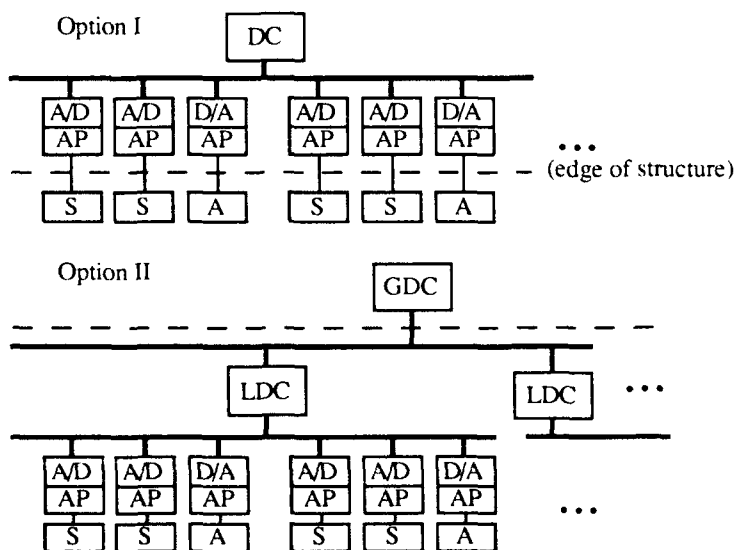 Option I
DC
A/D A/D D/A A/D A/D D/A
AP AP AP AP AP AP
•••
(edge of structure)
S S A S S A
Option II
GDC
LDC LDC •••
A/D A/D D/A A/D A/D D/A
AP AP AP AP AP AP
•••
S S A S S A